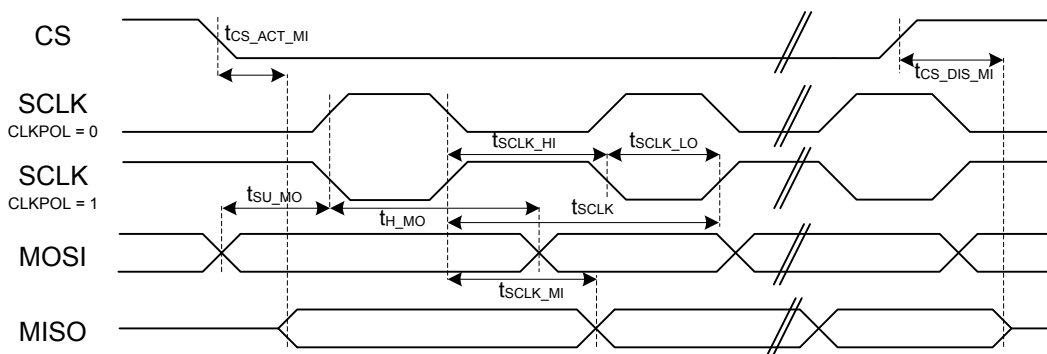 CS
tCS_ACT_MI
tCS_DIS_MI
SCLK
CLKPOL = 0
tSCLK_HI
tSCLK_LO
SCLK
CLKPOL = 1
tSU_MO
tH_MO
tSCLK
MOSI
tSCLK_MI
MISO